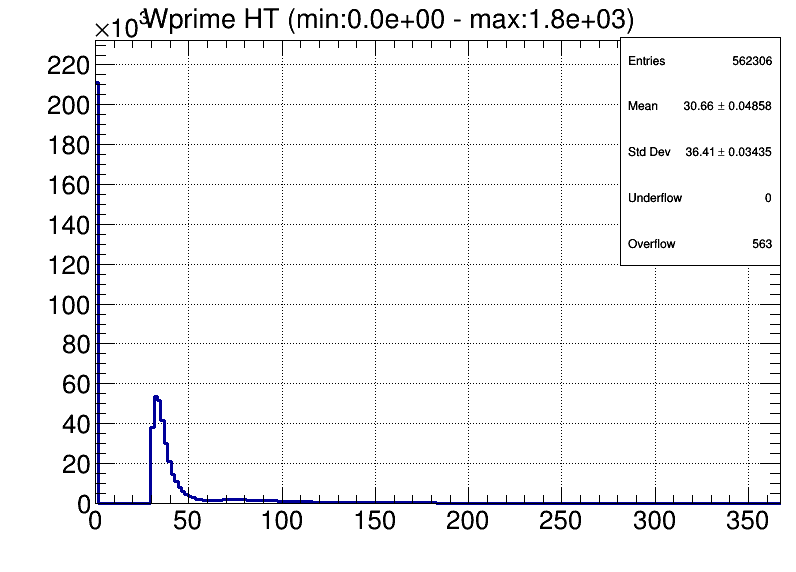 ×10³
Wprime HT (min:0.0e+00 - max:1.8e+03)
Entries 562306
Mean 30.66 ± 0.04858
Std Dev 36.41 ± 0.03435
Underflow 0
Overflow 563
220
200
180
160
140
120
100
80
60
40
20
0
0 50 100 150 200 250 300 350